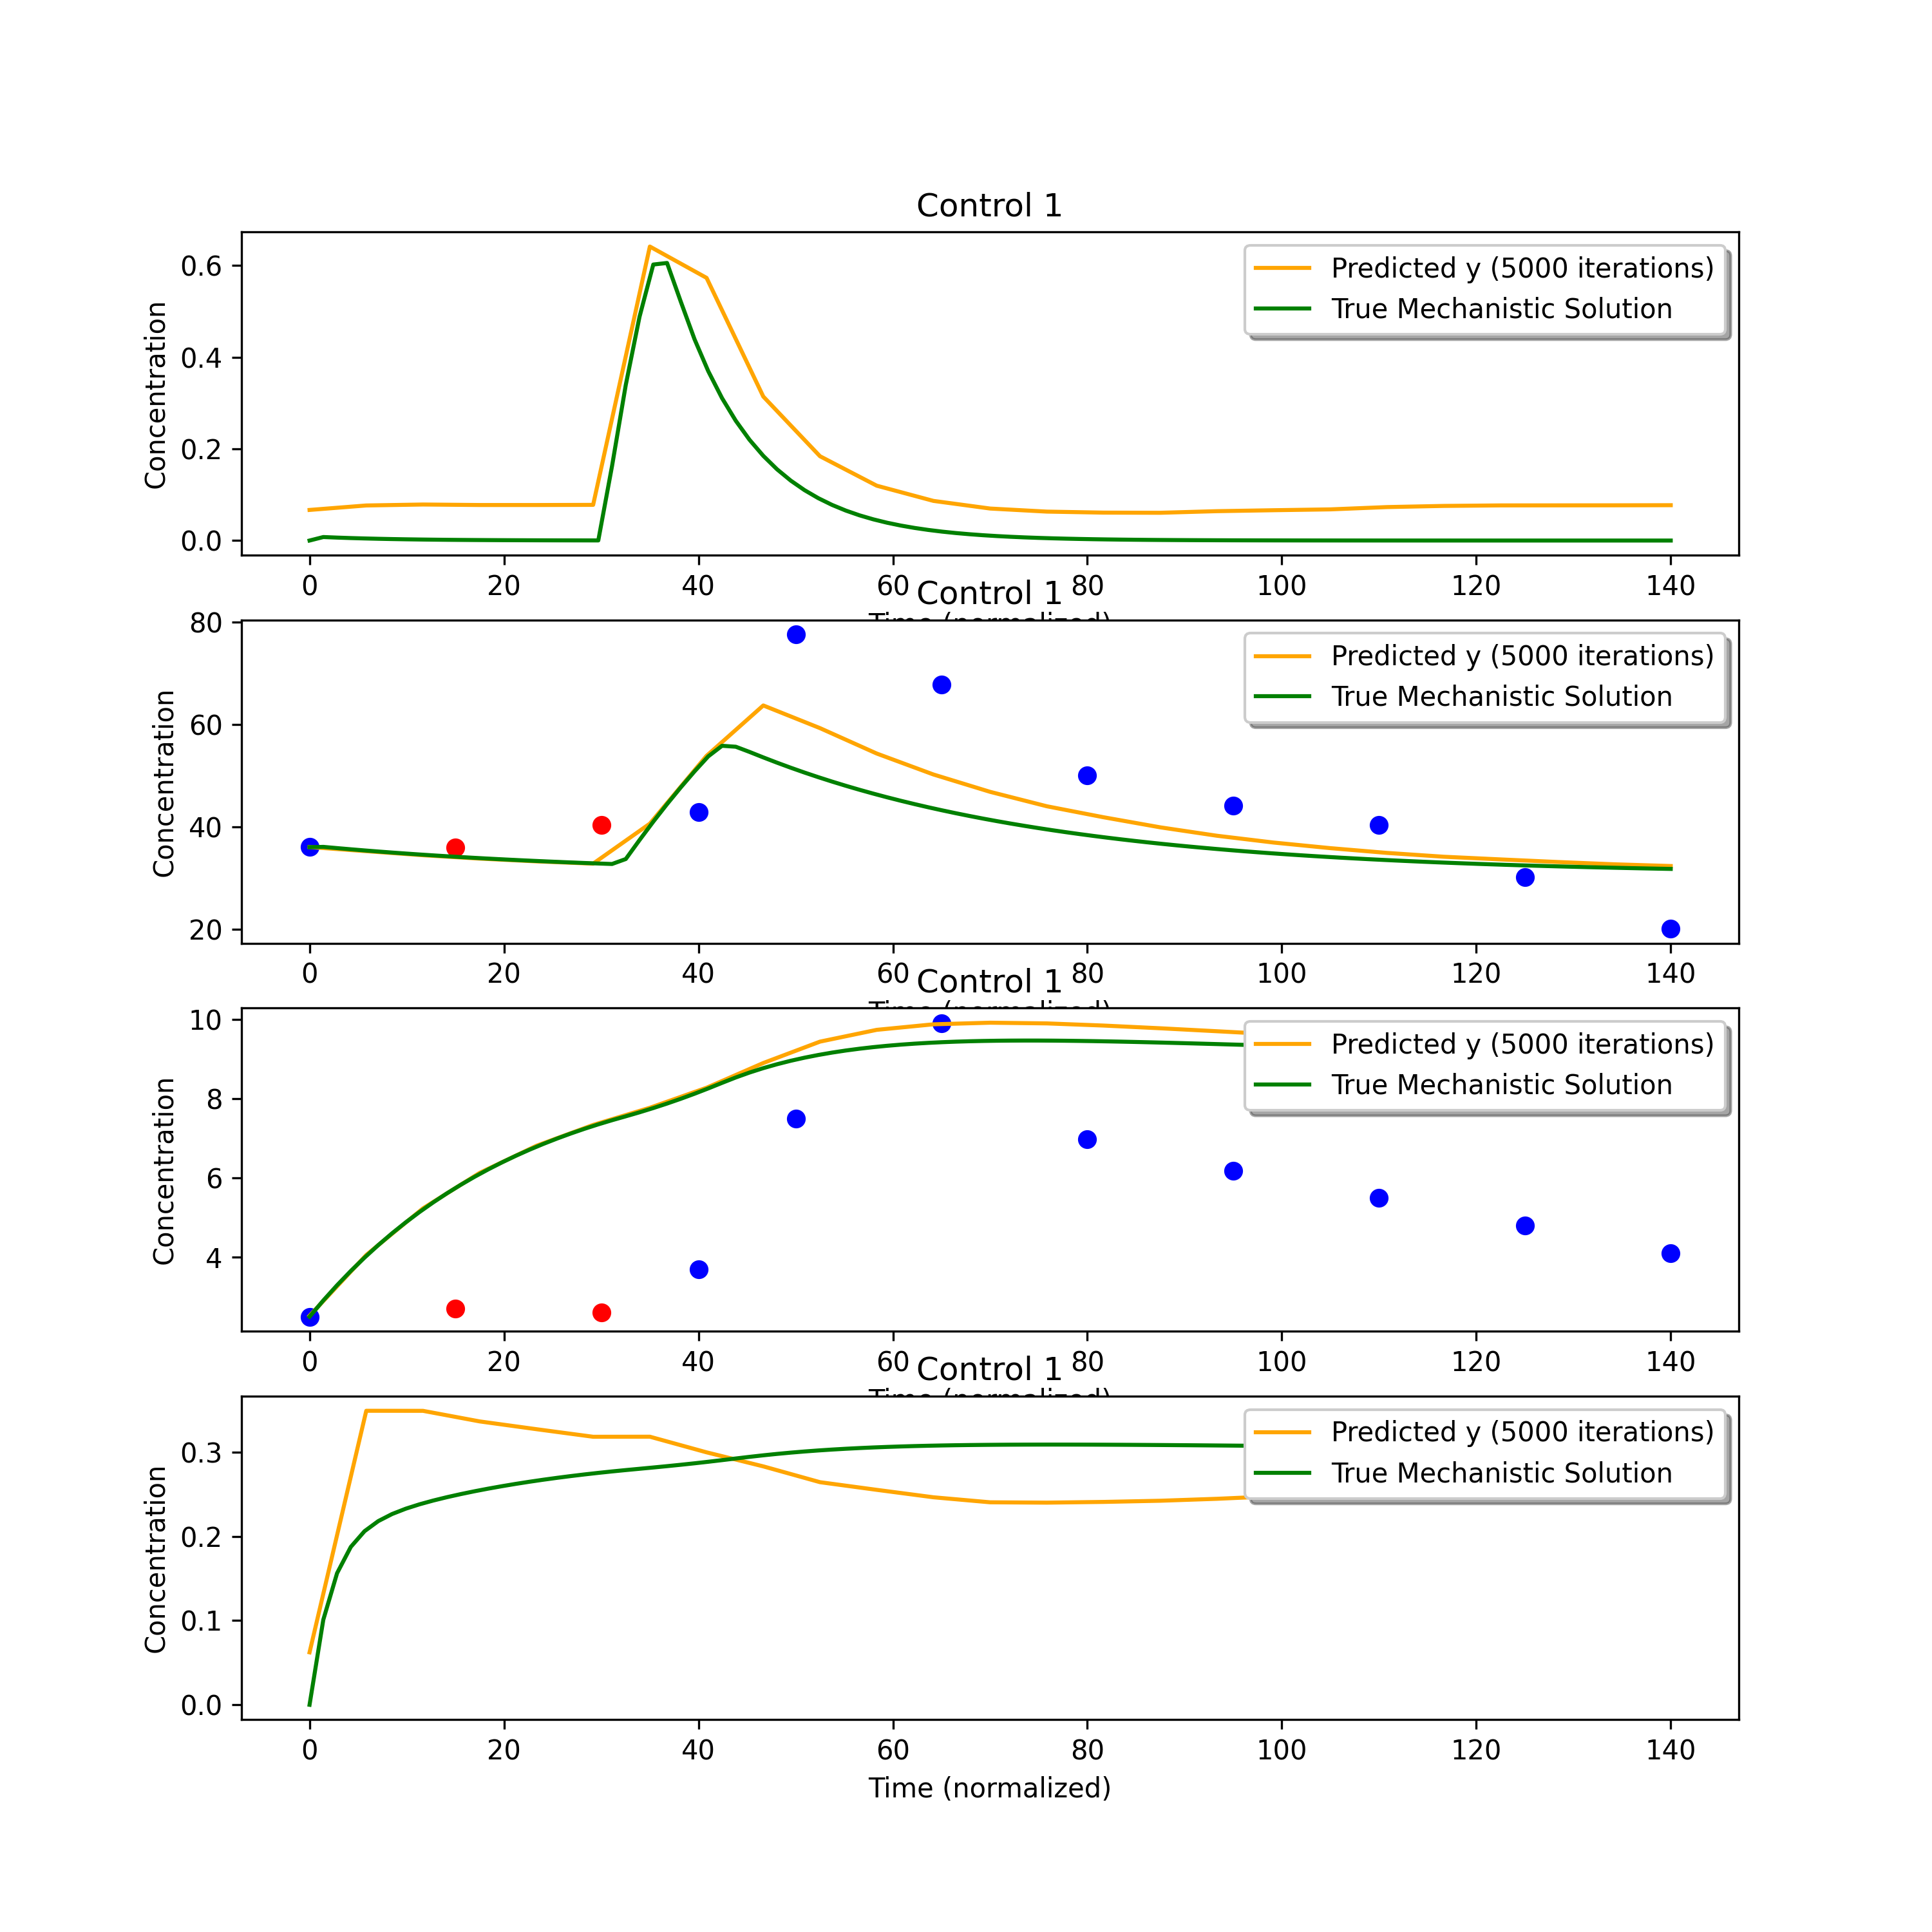 Control 1
Concentration
0.6
0.4
0.2
0.0
Predicted y (5000 iterations)
True Mechanistic Solution
0 20 40 60 80 100 120 140
Control 1
Concentration
80
60
40
20
Predicted y (5000 iterations)
True Mechanistic Solution
0 20 40 60 80 100 120 140
Control 1
Concentration
10
8
6
4
Predicted y (5000 iterations)
True Mechanistic Solution
0 20 40 60 80 100 120 140
Control 1
Concentration
0.3
0.2
0.1
0.0
Predicted y (5000 iterations)
True Mechanistic Solution
0 20 40 60 80 100 120 140
Time (normalized)